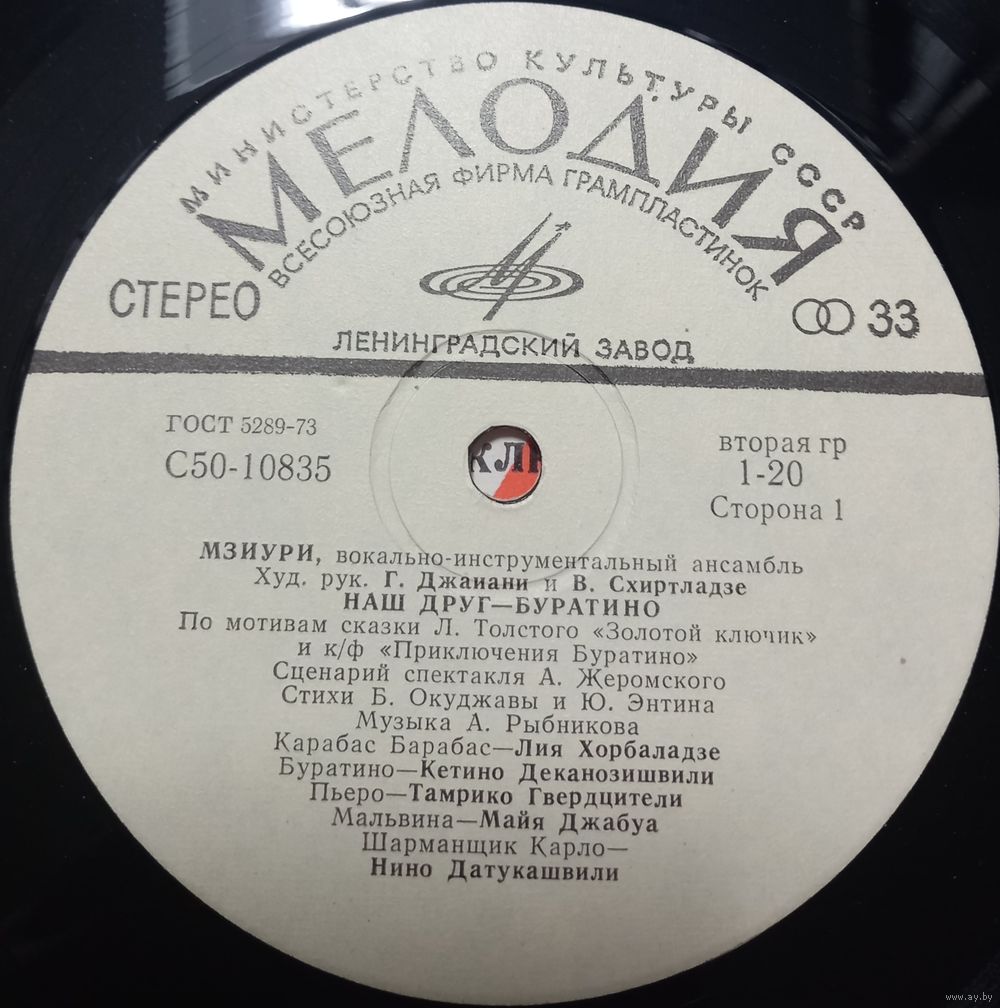 МИНИСТЕРСТВО КУЛЬТУРЫ СССР
МЕЛОДИЯ
ВСЕСОЮЗНАЯ ФИРМА ГРАМПЛАСТИНОК
СТЕРЕО
33
ЛЕНИНГРАДСКИЙ ЗАВОД
ГОСТ 5289-73
С50-10835
вторая гр
1-20
Сторона 1
МЗИУРИ, вокально-инструментальный ансамбль
Худ. рук. Г. Джаиани и В. Схиртладзе
НАШ ДРУГ—БУРАТИНО
По мотивам сказки Л. Толстого «Золотой ключик»
и к/ф «Приключения Буратино»
Сценарий спектакля А. Жеромского
Стихи Б. Окуджавы и Ю. Энтина
Музыка А. Рыбникова
Карабас Барабас—Лия Хорбаладзе
Буратино—Кетино Деканозишвили
Пьеро—Тамрико Гвердцители
Мальвина—Майя Джабуа
Шарманщик Карло—
Нино Датукашвили
www.ay.by